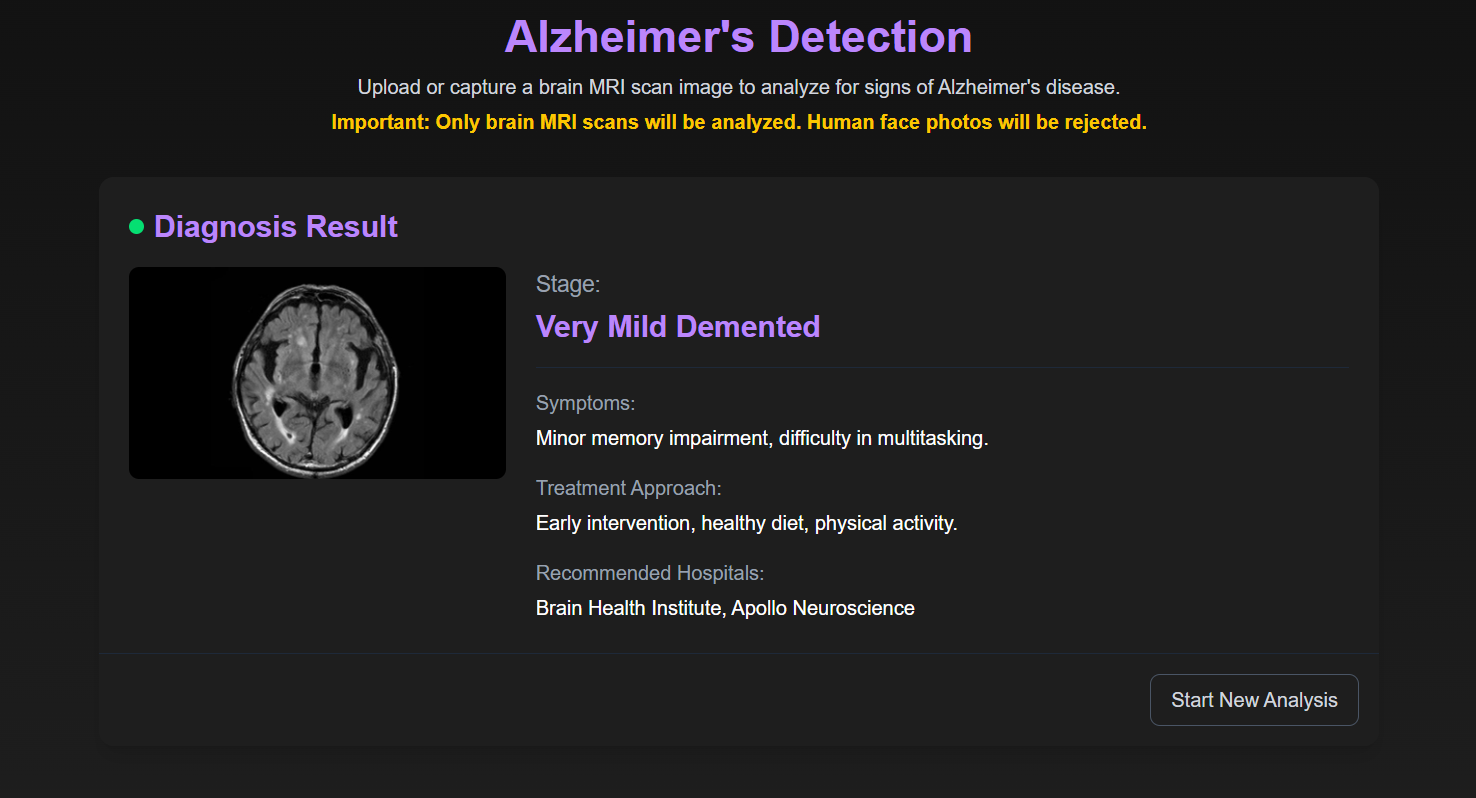 Alzheimer's Detection
Upload or capture a brain MRI scan image to analyze for signs of Alzheimer's disease.
Important: Only brain MRI scans will be analyzed. Human face photos will be rejected.
Diagnosis Result
Stage:
Very Mild Demented
Symptoms:
Minor memory impairment, difficulty in multitasking.
Treatment Approach:
Early intervention, healthy diet, physical activity.
Recommended Hospitals:
Brain Health Institute, Apollo Neuroscience
Start New Analysis